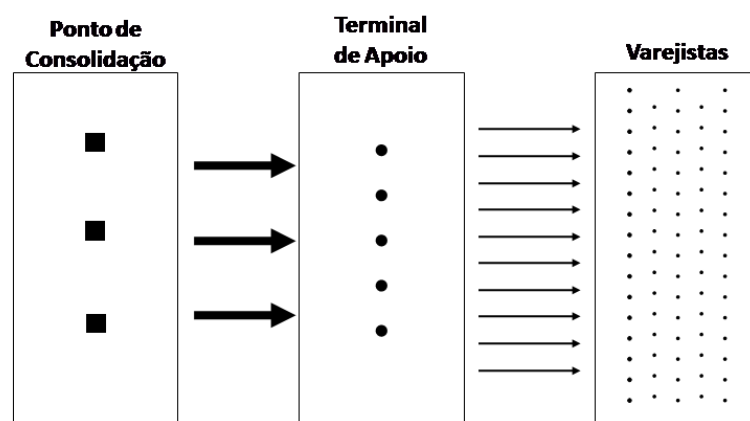 Ponto de
Consolidação
Terminal
de Apoio
Varejistas